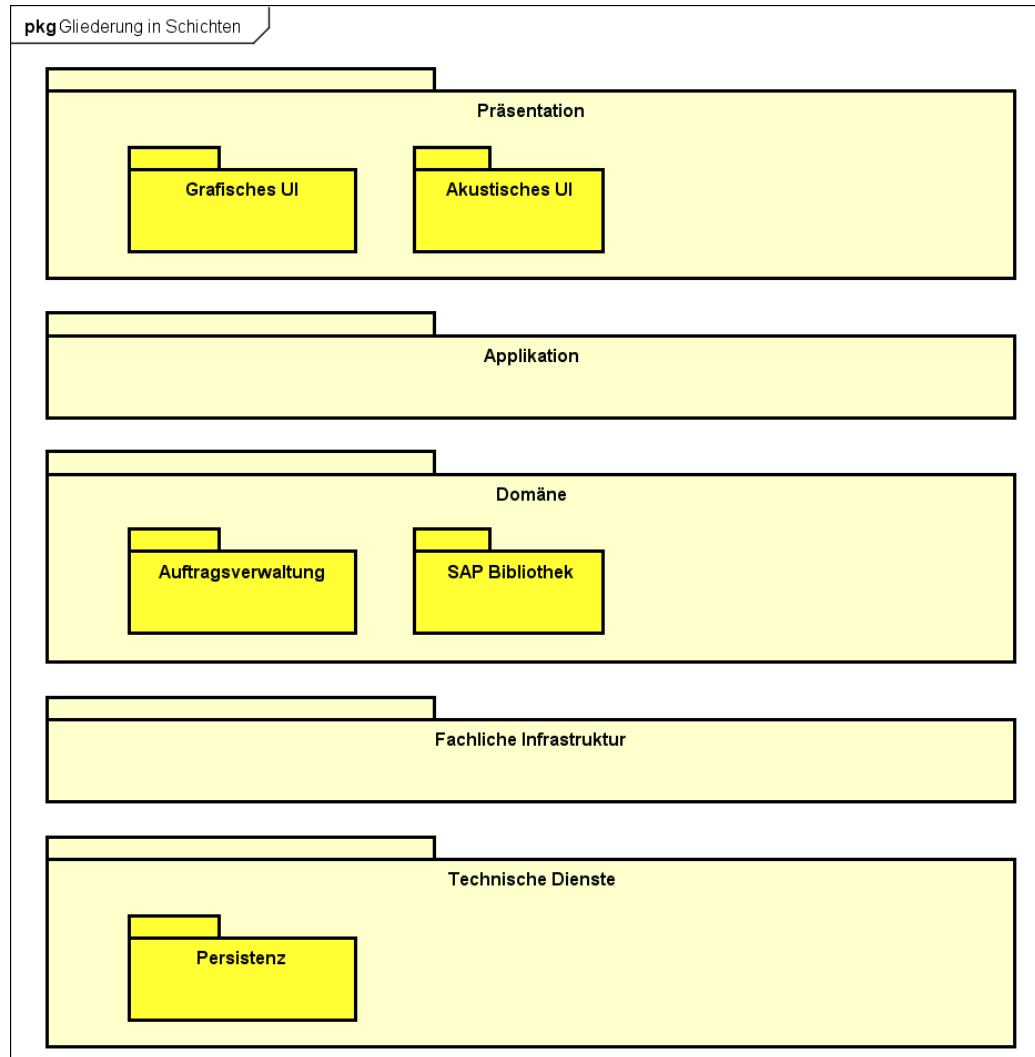 pkg Gliederung in Schichten
Präsentation
Grafisches UI
Akustisches UI
Applikation
Domäne
Auftragsverwaltung
SAP Bibliothek
Fachliche Infrastruktur
Technische Dienste
Persistenz